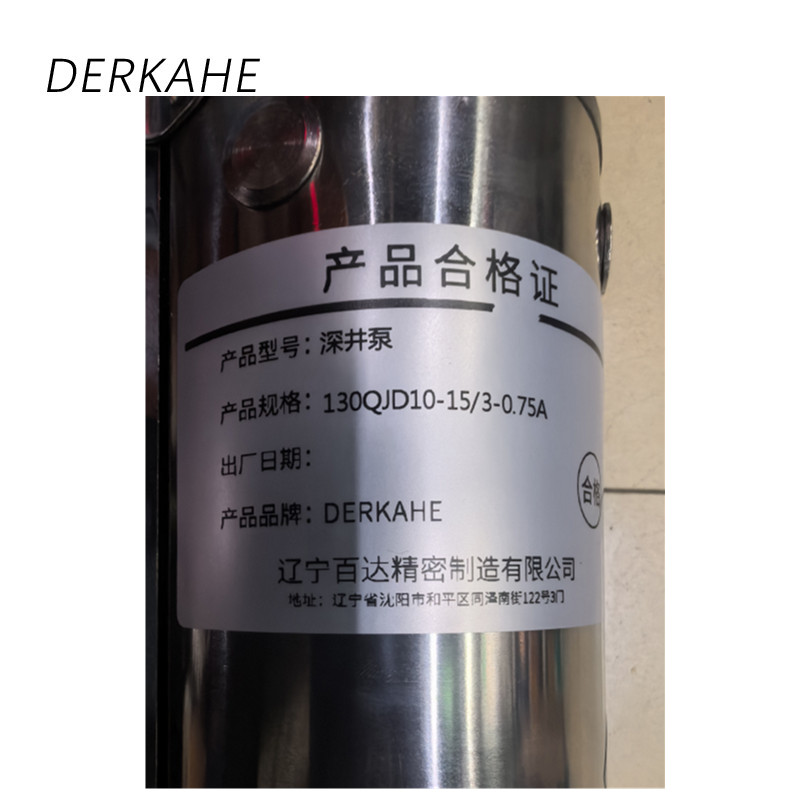 DERKAHE
产品合格证
产品型号：深井泵
产品规格：130QJD10-15/3-0.75A
出厂日期：
产品品牌：DERKAHE
合格
辽宁百达精密制造有限公司
地址：辽宁省沈阳市和平区同泽南街122号3门